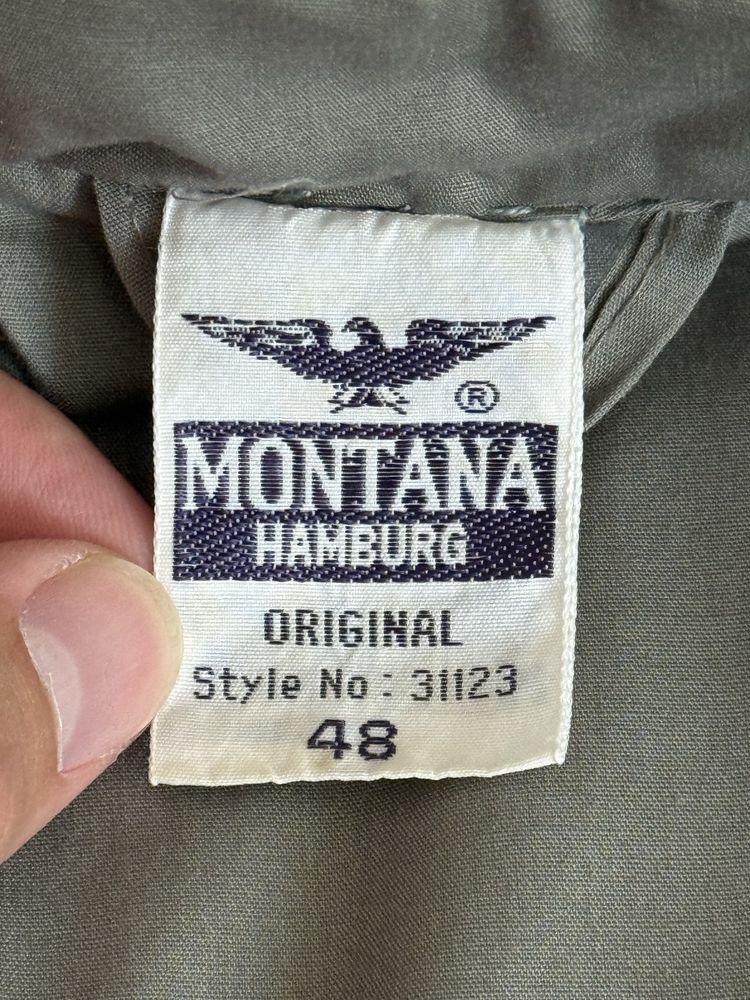 ®
MONTANA
HAMBURG
ORIGINAL
Style No : 31123
48